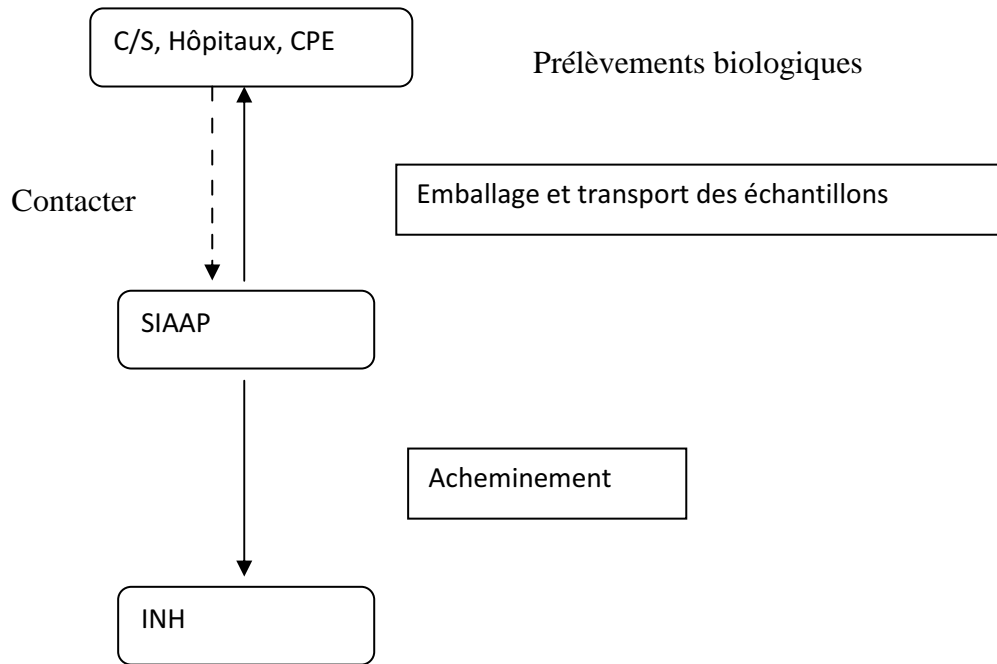 C/S, Hôpitaux, CPE
Prélèvements biologiques
Emballage et transport des échantillons
Contacter
SIAAP
Acheminement
INH